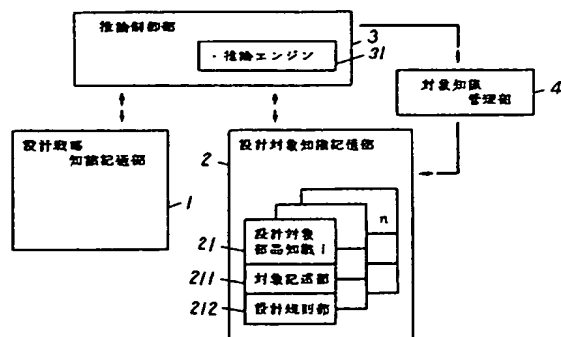 推論制御部
・推論エンジン
3
31
対象知識
管理部
4
設計戦略
知識記憶部
1
設計対象知識記憶部
2
n
設計対象
部品知識1
21
対象記述部
211
設計規則部
212